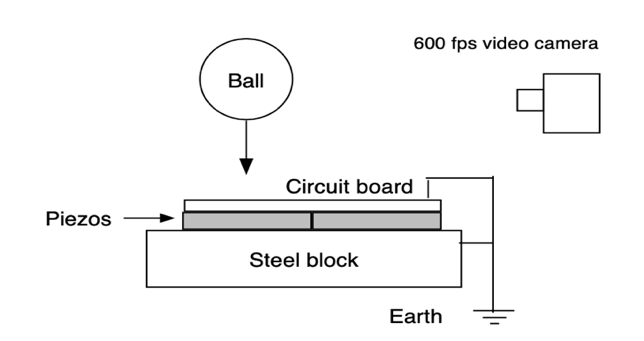 600 fps video camera
Ball
Circuit board
Piezos
Steel block
Earth